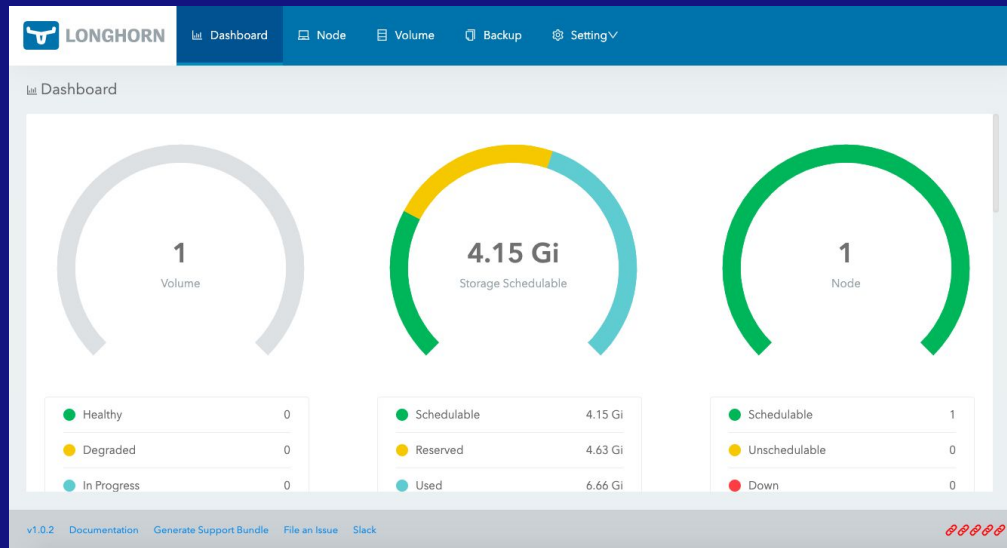 LONGHORN Dashboard Node Volume Backup Setting
Dashboard
1
Volume
4.15 Gi
Storage Schedulable
1
Node
Healthy 0
Degraded 0
In Progress 0
Schedulable 4.15 Gi
Reserved 4.63 Gi
Used 6.66 Gi
Schedulable 1
Unschedulable 0
Down 0
v1.0.2 Documentation Generate Support Bundle File an Issue Slack